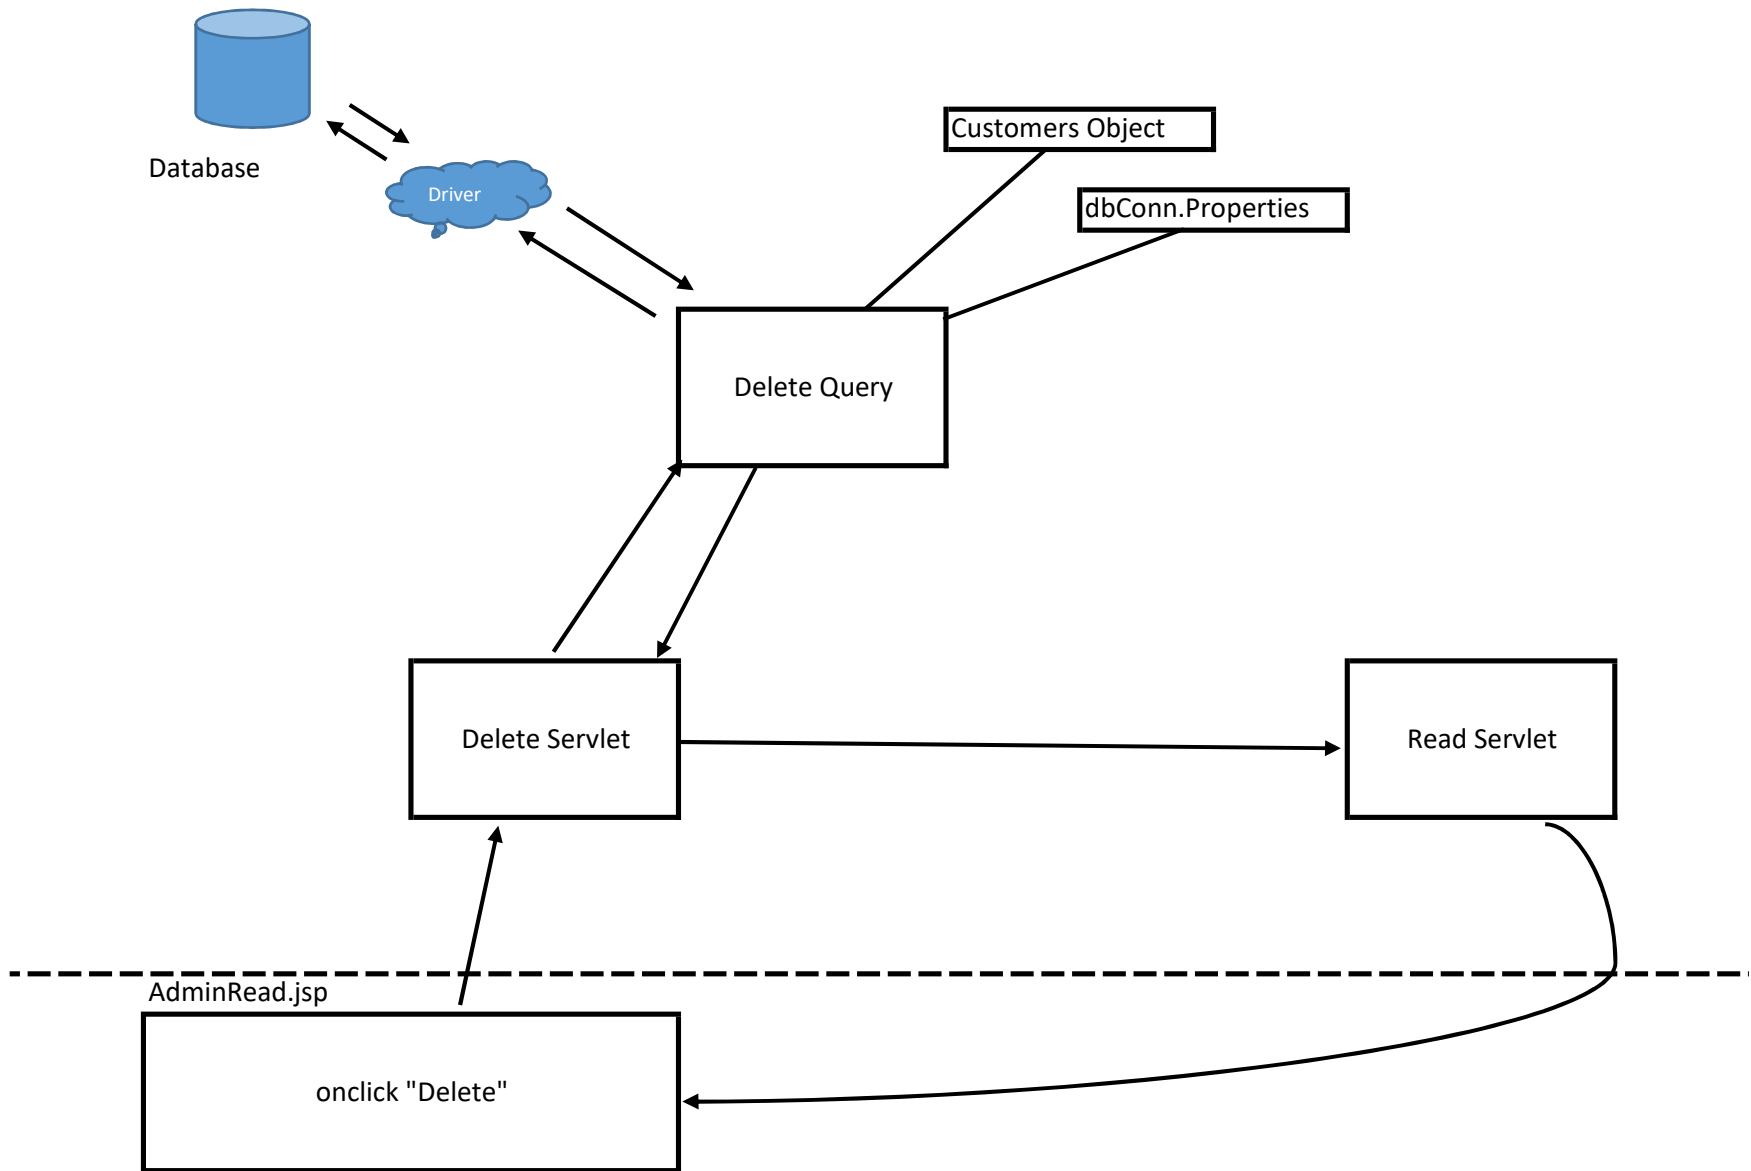 Database
Driver
Customers Object
dbConn.Properties
Delete Query
Delete Servlet
Read Servlet
AdminRead.jsp
onclick "Delete"